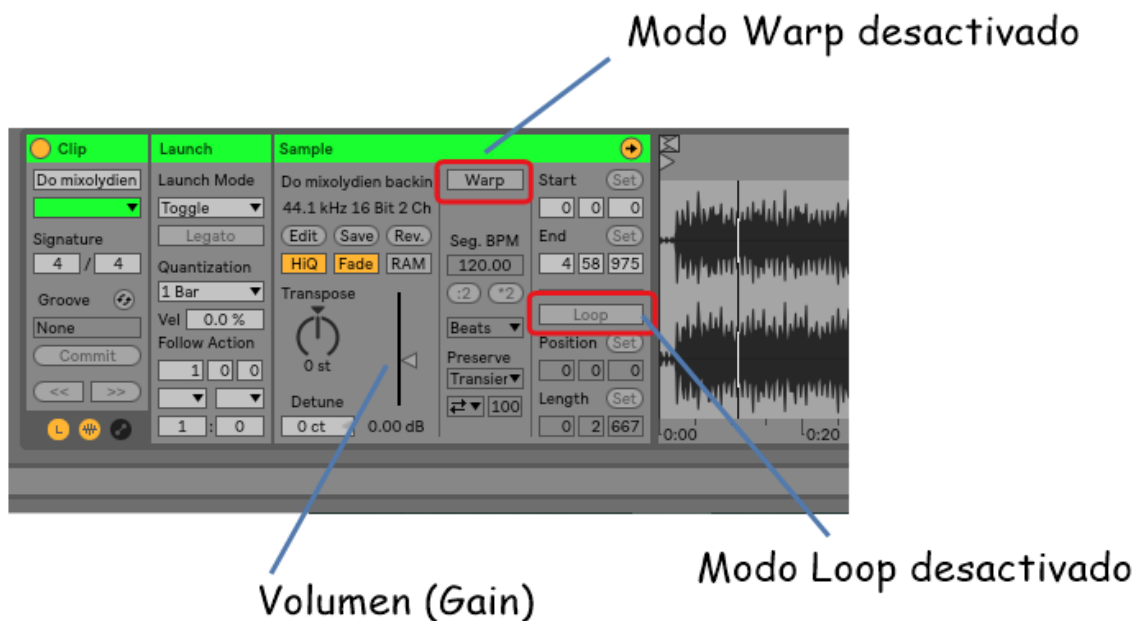 Modo Warp desactivado
Clip
Launch
Sample
Do mixolydien
Launch Mode
Do mixolydien backin
Warp
Start
Set
Toggle
44.1 kHz 16 Bit 2 Ch
0 0 0
Signature
Legato
Edit
Save
Rev.
Seg. BPM
End
Set
4 / 4
Quantization
HiQ
Fade
RAM
120.00
4 58 975
Groove
1 Bar
Transpose
:2
*2
Loop
None
Vel 0.0 %
Beats
Position
Set
Commit
Follow Action
0 st
Preserve
0 0 0
1 0 0
Transier
<<
>>
Detune
Length
Set
100
L
1 : 0
0 ct
0.00 dB
0 2 667
0:00
0:20
Modo Loop desactivado
Volumen (Gain)